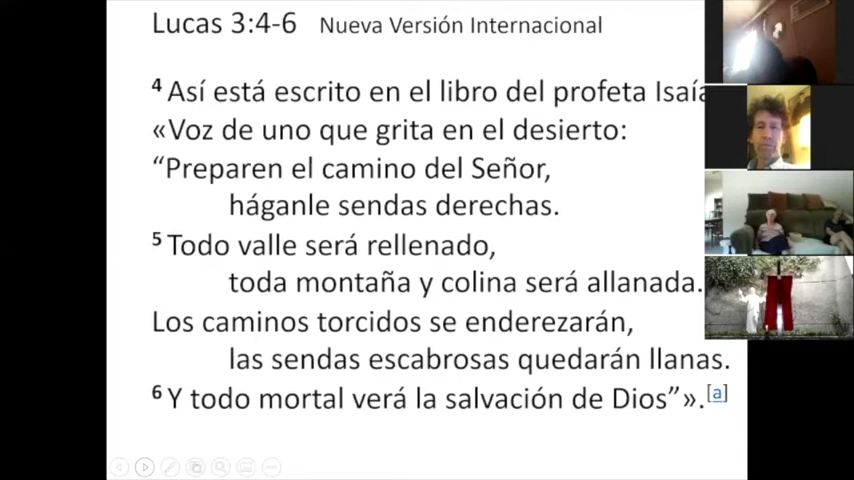 Lucas 3:4-6 Nueva Versión Internacional
4 Así está escrito en el libro del profeta
«Voz de uno que grita en el desierto:
“Preparen el camino del Señor,
háganle sendas derechas.
5 Todo valle será rellenado,
toda montaña y colina será allanada.
Los caminos torcidos se enderezarán,
las sendas escabrosas quedarán llanas.
6 Y todo mortal verá la salvación de Dios”».[a]